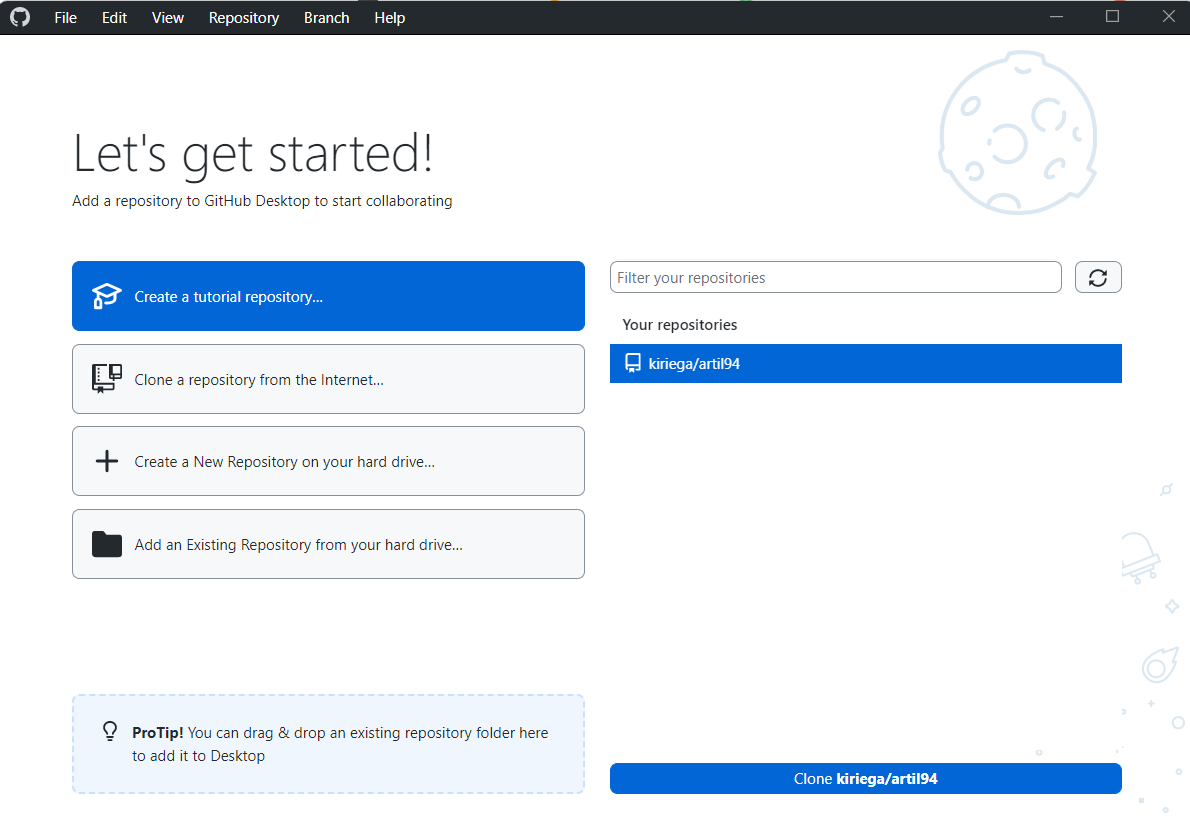 File Edit View Repository Branch Help
Let's get started!
Add a repository to GitHub Desktop to start collaborating
Create a tutorial repository...
Clone a repository from the Internet...
Create a New Repository on your hard drive...
Add an Existing Repository from your hard drive...
ProTip! You can drag & drop an existing repository folder here
to add it to Desktop
Filter your repositories
Your repositories
kiriega/artil94
Clone kiriega/artil94